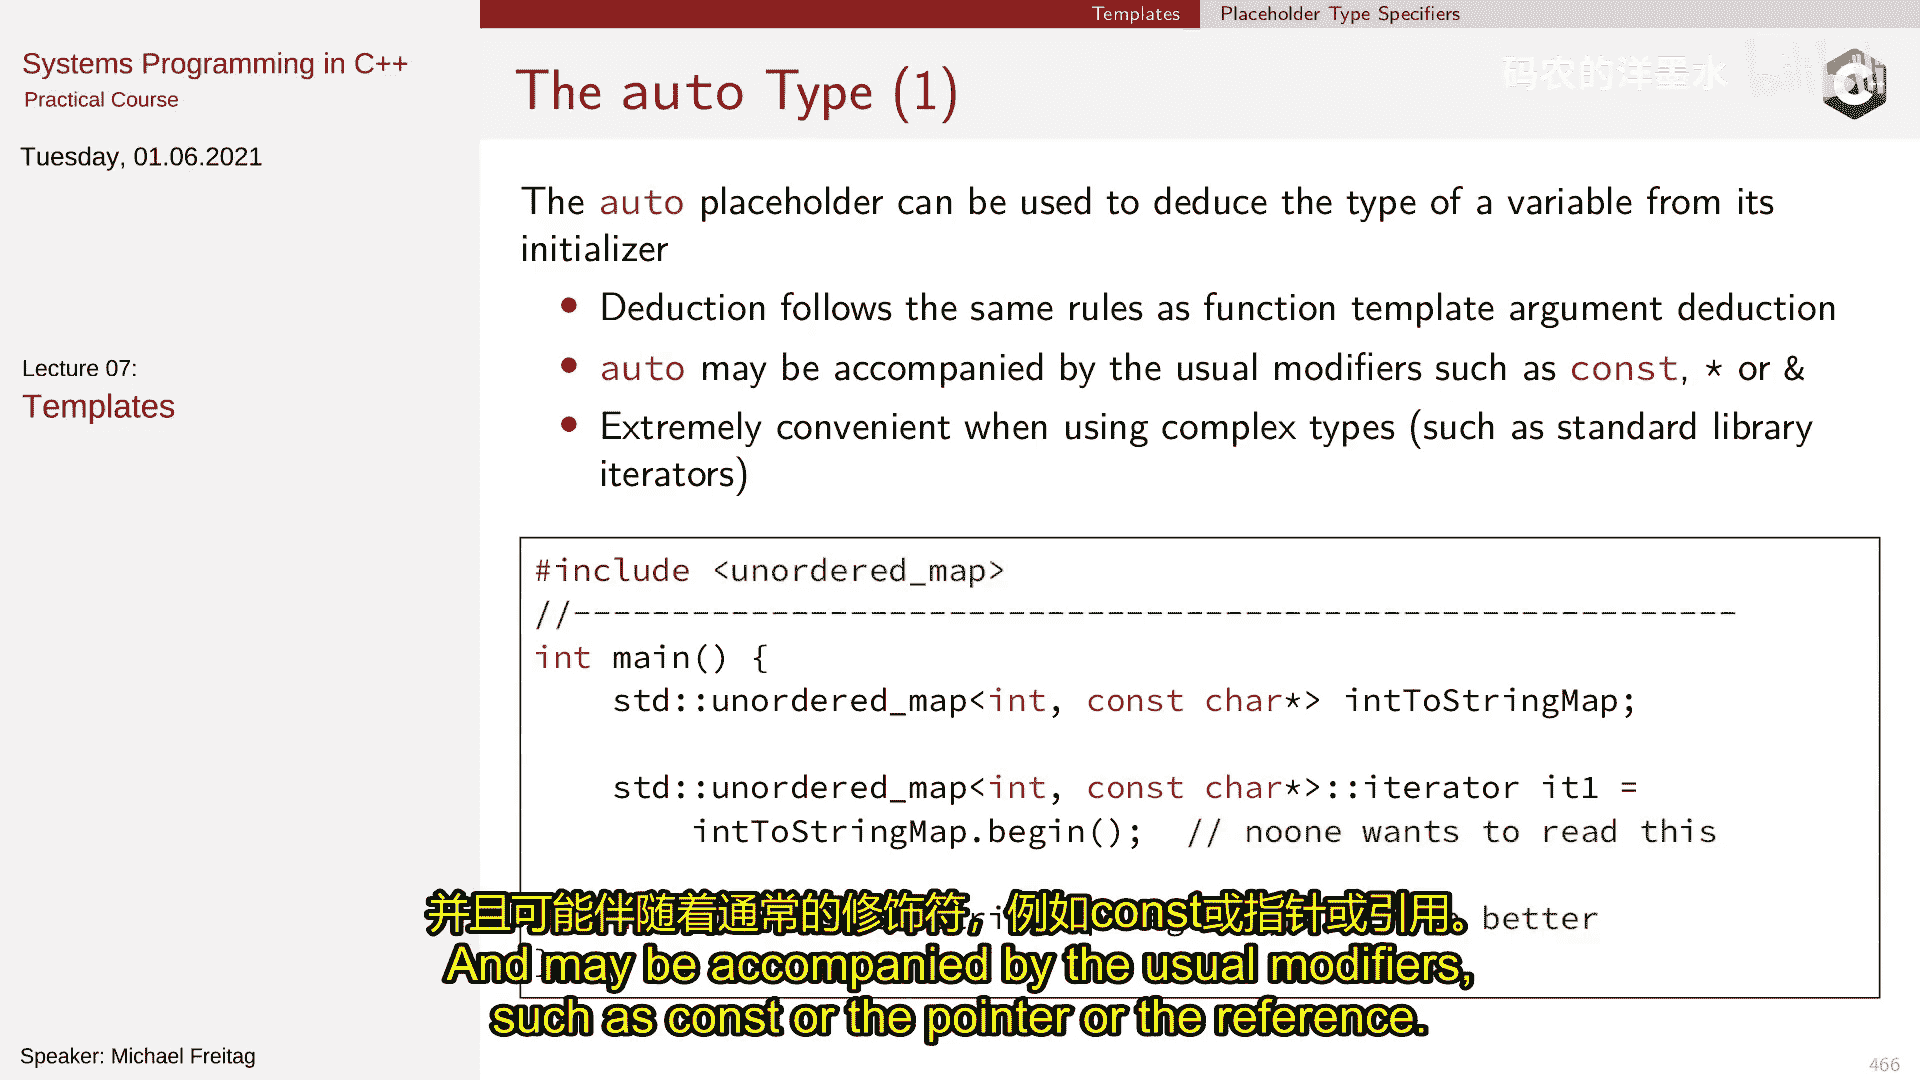 Templates
Placeholder Type Specifiers
Systems Programming in C++
Practical Course
Tuesday, 01.06.2021
Lecture 07:
Templates
The auto Type (1)
码农的洋墨水
The auto placeholder can be used to deduce the type of a variable from its
initializer
• Deduction follows the same rules as function template argument deduction
• auto may be accompanied by the usual modifiers such as const, * or &
• Extremely convenient when using complex types (such as standard library
iterators)
#include <unordered_map>
//-----------------------------------------------------------
int main() {
std::unordered_map<int, const char*> intToStringMap;
std::unordered_map<int, const char*>::iterator it1 =
intToStringMap.begin(); // noone wants to read this
better
并且可能伴随着通常的修饰符，例如const或指针或引用。
And may be accompanied by the usual modifiers,
such as const or the pointer or the reference.
Speaker: Michael Freitag
466